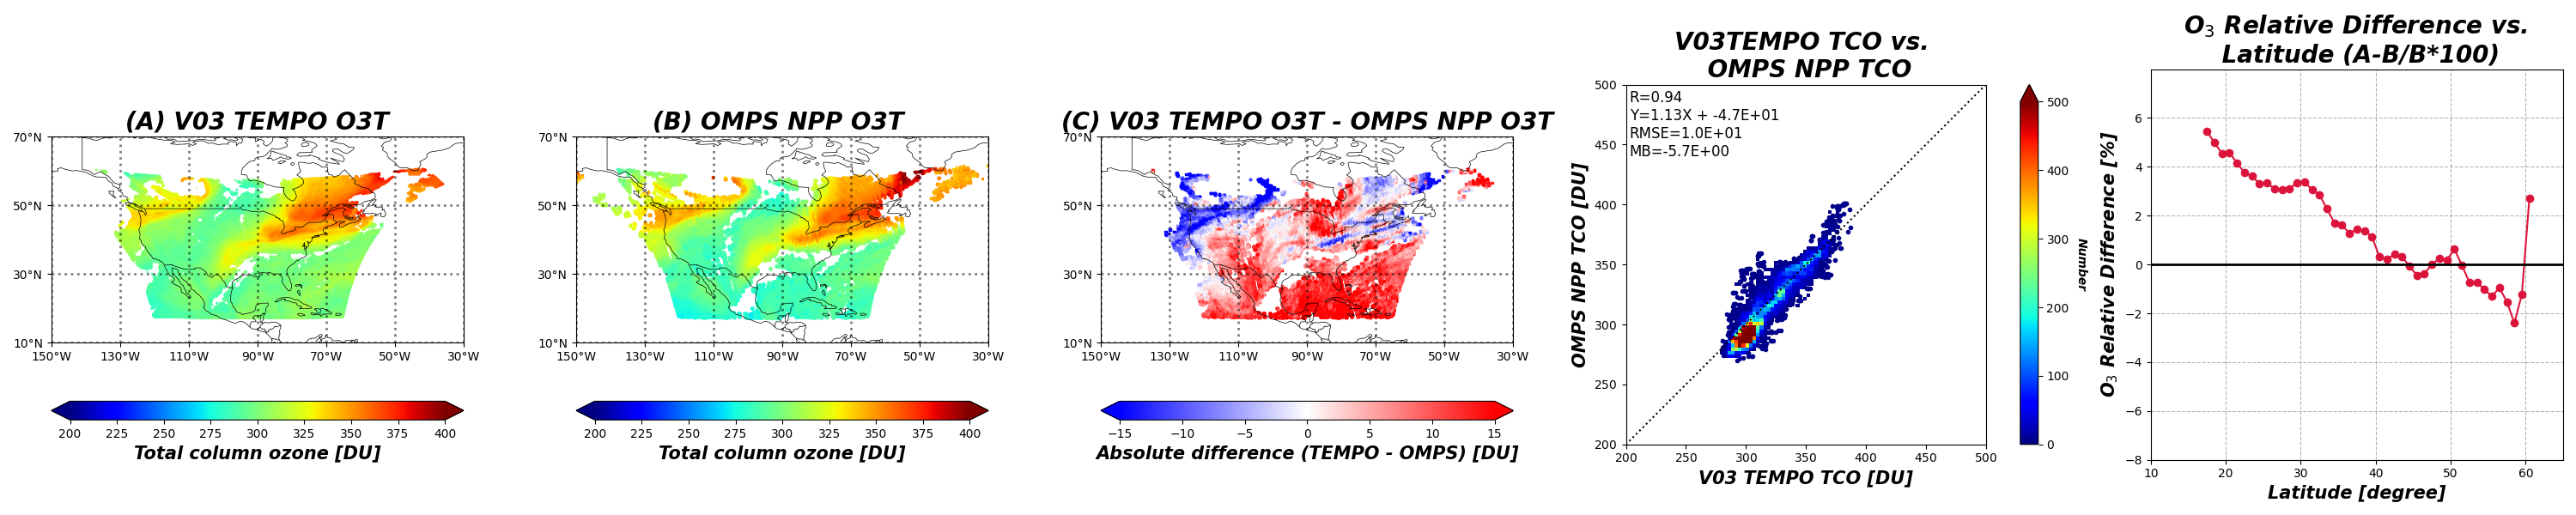 (A) V03 TEMPO O3T
70°N
50°N
30°N
10°N
150°W 130°W 110°W 90°W 70°W 50°W 30°W
200 225 250 275 300 325 350 375 400
Total column ozone [DU]
(B) OMPS NPP O3T
70°N
50°N
30°N
10°N
150°W 130°W 110°W 90°W 70°W 50°W 30°W
200 225 250 275 300 325 350 375 400
Total column ozone [DU]
(C) V03 TEMPO O3T - OMPS NPP O3T
70°N
50°N
30°N
10°N
150°W 130°W 110°W 90°W 70°W 50°W 30°W
−15 −10 −5 0 5 10 15
Absolute difference (TEMPO - OMPS) [DU]
V03TEMPO TCO vs.
OMPS NPP TCO
R=0.94
Y=1.13X + -4.7E+01
RMSE=1.0E+01
MB=-5.7E+00
500
450
400
350
300
250
200
OMPS NPP TCO [DU]
200 250 300 350 400 450 500
V03 TEMPO TCO [DU]
500
400
300
200
100
0
Number
O₃ Relative Difference vs.
Latitude (A-B/B*100)
6
4
2
0
−2
−4
−6
−8
O₃ Relative Difference [%]
10 20 30 40 50 60
Latitude [degree]